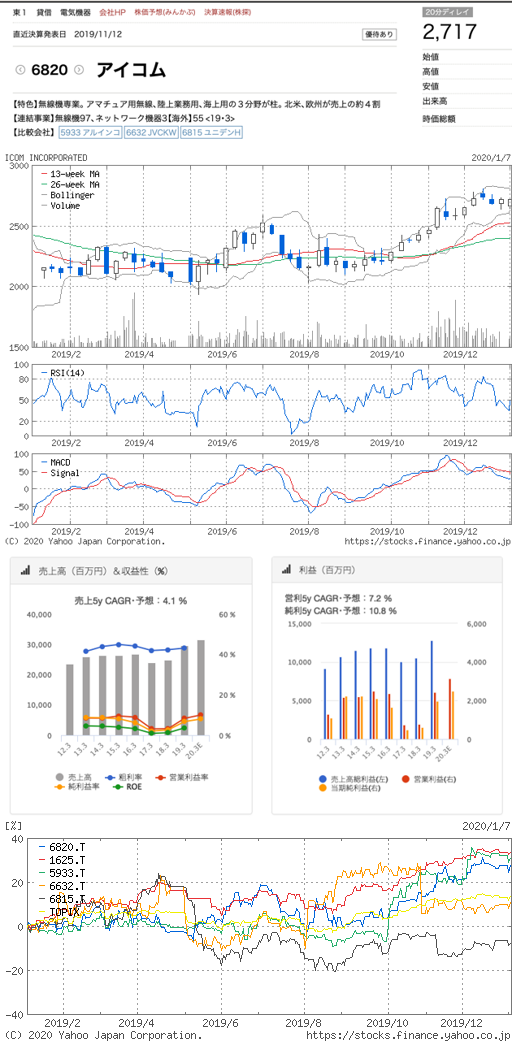 東1 貸借 電気機器 会社HP 株価予想(みんかぶ) 決算速報(株探)
20分ディレイ
直近決算発表日 2019/11/12
優待あり
2,717
6820 アイコム
始値
高値
安値
出来高
時価総額
【特色】無線機専業。アマチュア用無線、陸上業務用、海上用の3分野が柱。北米、欧州が売上の約4割
【連結事業】無線機97、ネットワーク機器3【海外】55 <19・3>
【比較会社】 5933 アルインコ 6632 JVCKW 6815 ユニデンH
ICOM INCORPORATED 2020/1/7
3000
13-week MA
26-week MA
Bollinger
Volume
2500
2000
1500
2019/2 2019/4 2019/6 2019/8 2019/10 2019/12
100
RSI(14)
80
60
40
20
0
2019/2 2019/4 2019/6 2019/8 2019/10 2019/12
100
MACD
Signal
50
0
-50
-100
2019/2 2019/4 2019/6 2019/8 2019/10 2019/12
(C) 2020 Yahoo Japan Corporation. https://stocks.finance.yahoo.co.jp
売上高（百万円）＆収益性（%）
売上5y CAGR・予想：4.1 %
40,000 60 %
30,000 40 %
20,000
10,000 20 %
0 0 %
12.3 13.3 14.3 15.3 16.3 17.3 18.3 19.3 20.3E
売上高 粗利率 営業利益率
純利益率 ROE
利益（百万円）
営利5y CAGR・予想：7.2 %
純利5y CAGR・予想：10.8 %
15,000 6,000
10,000 4,000
5,000 2,000
0 0
12.3 13.3 14.3 15.3 16.3 17.3 18.3 19.3 20.3E
売上高総利益(左) 営業利益(右)
当期純利益(右)
[%] 2020/1/7
40
6820.T
1625.T
5933.T
6632.T
6815.T
TOPIX
20
0
-20
-40
2019/2 2019/4 2019/6 2019/8 2019/10 2019/12
(C) 2020 Yahoo Japan Corporation. https://stocks.finance.yahoo.co.jp